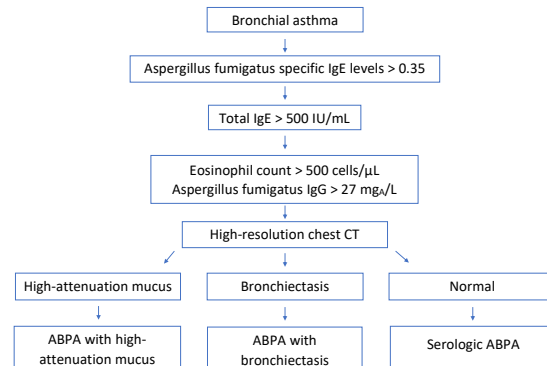 Bronchial asthma
Aspergillus fumigatus specific IgE levels > 0.35
Total IgE > 500 IU/mL
Eosinophil count > 500 cells/µL
Aspergillus fumigatus IgG > 27 mgA/L
High-resolution chest CT
High-attenuation mucus
Bronchiectasis
Normal
ABPA with high-
attenuation mucus
ABPA with
bronchiectasis
Serologic ABPA